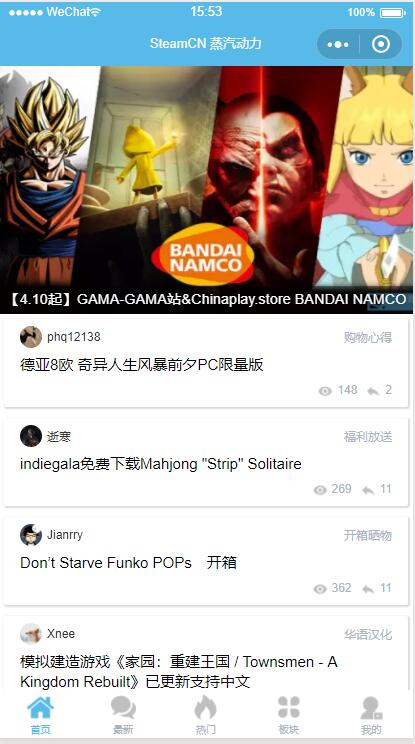 WeChat
15:53
100%
SteamCN 蒸汽动力
BANDAI
NAMCO
【4.10起】GAMA-GAMA站&Chinaplay.store BANDAI NAMCO
phq12138
购物心得
德亚8欧 奇异人生风暴前夕PC限量版
148 2
逝寒
福利放送
indiegala免费下载Mahjong "Strip" Solitaire
269 11
Jianrry
开箱晒物
Don't Starve Funko POPs 开箱
362 11
Xnee
华语汉化
模拟建造游戏《家园：重建王国 / Townsmen - A
Kingdom Rebuilt》已更新支持中文
首页 最新 热门 板块 我的